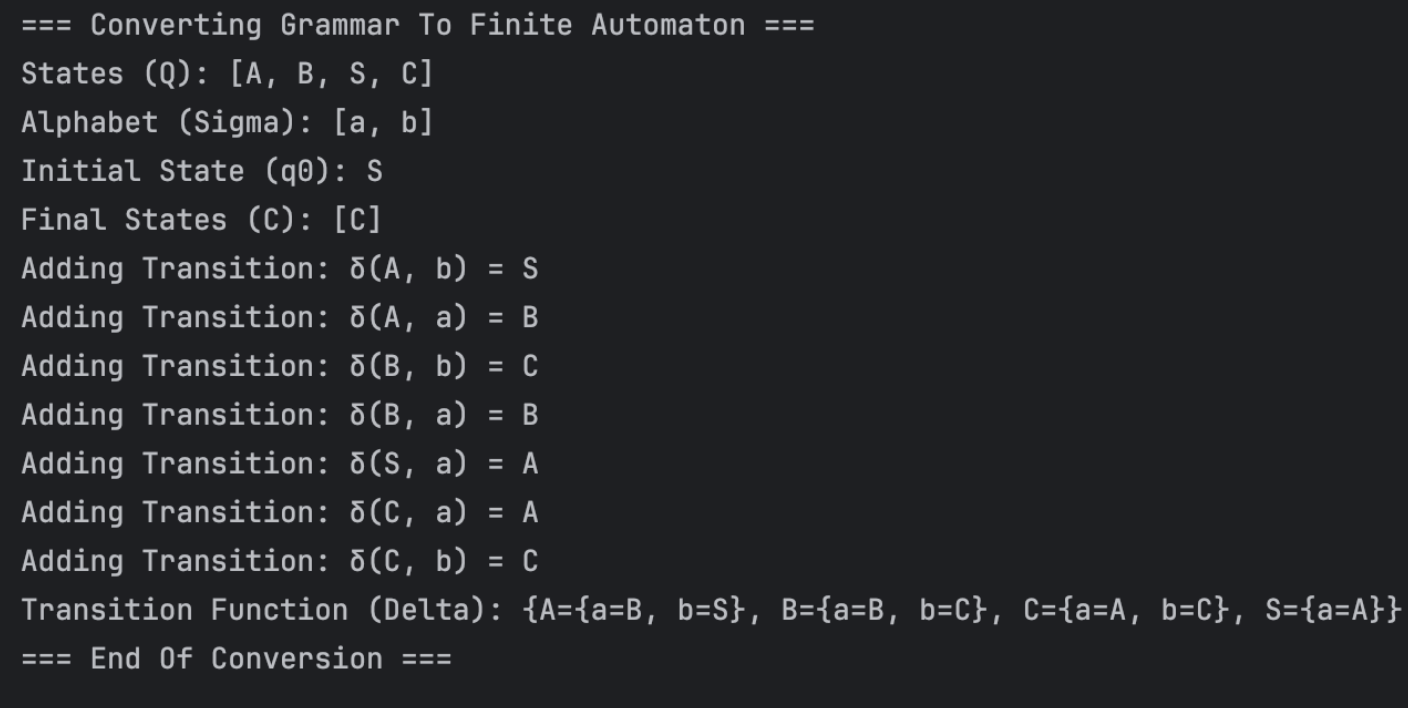 === Converting Grammar To Finite Automaton ===
States (Q): [A, B, S, C]
Alphabet (Sigma): [a, b]
Initial State (q0): S
Final States (C): [C]
Adding Transition: δ(A, b) = S
Adding Transition: δ(A, a) = B
Adding Transition: δ(B, b) = C
Adding Transition: δ(B, a) = B
Adding Transition: δ(S, a) = A
Adding Transition: δ(C, a) = A
Adding Transition: δ(C, b) = C
Transition Function (Delta): {A={a=B, b=S}, B={a=B, b=C}, C={a=A, b=C}, S={a=A}}
=== End Of Conversion ===